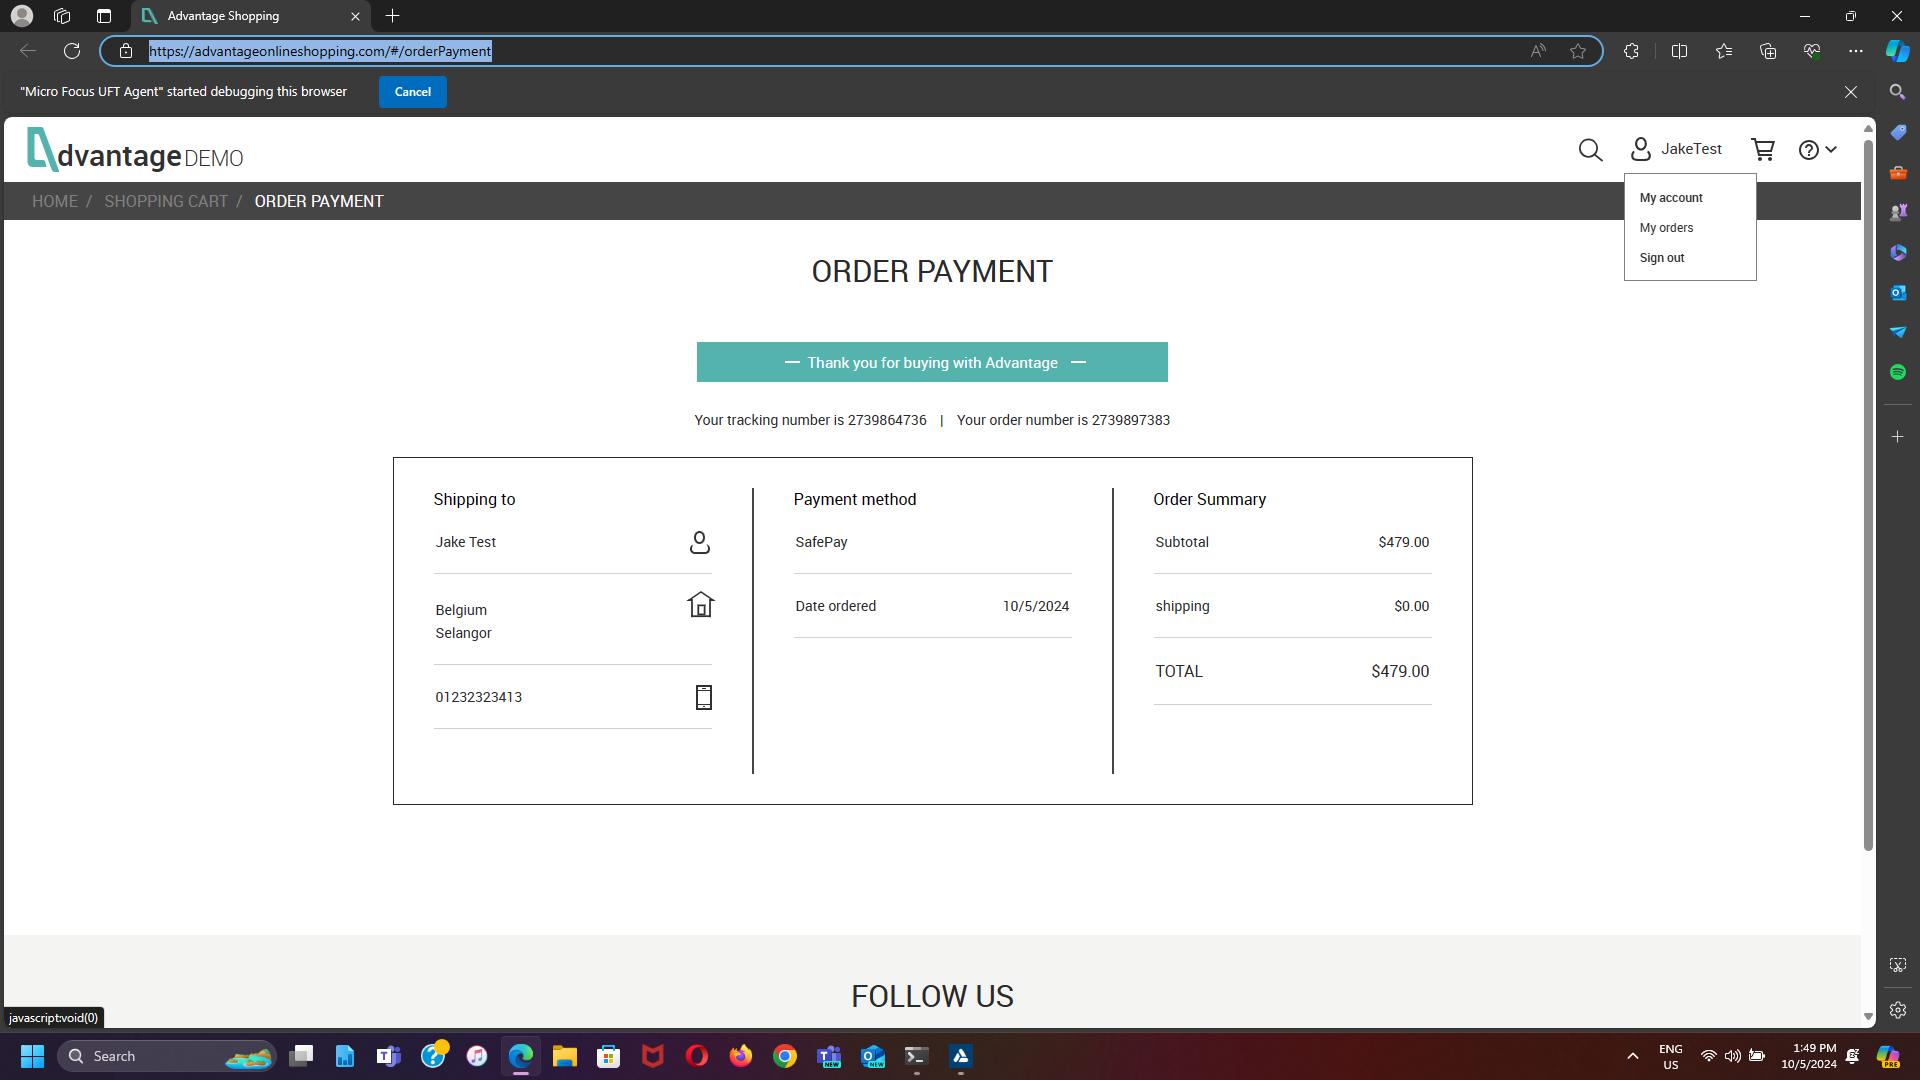 Advantage Shopping
https://advantageonlineshopping.com/#/orderPayment
"Micro Focus UFT Agent" started debugging this browser
Cancel
dvantage DEMO
JakeTest
My account
My orders
Sign out
HOME / SHOPPING CART / ORDER PAYMENT
ORDER PAYMENT
— Thank you for buying with Advantage —
Your tracking number is 2739864736 | Your order number is 2739897383
Shipping to
Jake Test
Belgium
Selangor
01232323413
Payment method
SafePay
Date ordered 10/5/2024
Order Summary
Subtotal $479.00
shipping $0.00
TOTAL $479.00
FOLLOW US
javascript:void(0)
Search
NEW
NEW
ENG
US
1:49 PM
10/5/2024
PRE